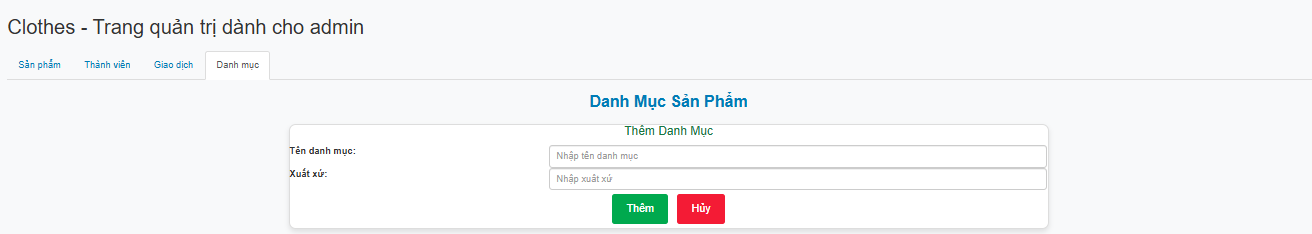 Clothes - Trang quản trị dành cho admin
Sản phẩm Thành viên Giao dịch Danh mục
Danh Mục Sản Phẩm
Thêm Danh Mục
Tên danh mục: Nhập tên danh mục
Xuất xứ: Nhập xuất xứ
Thêm Hủy